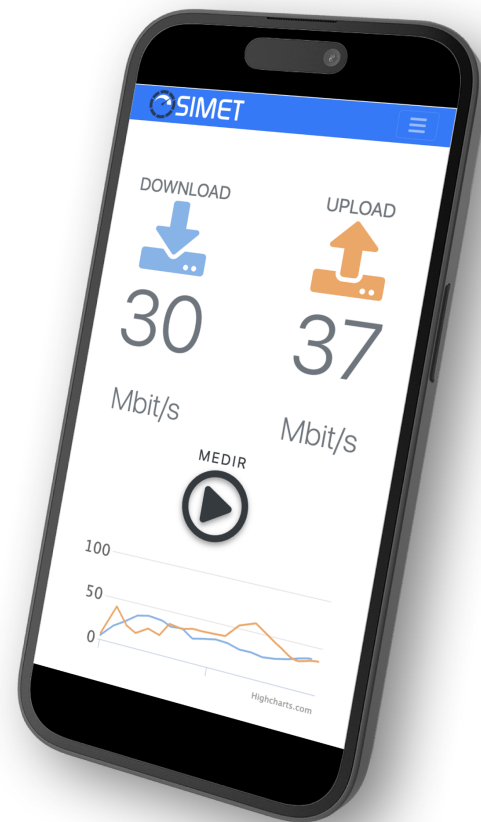 SIMET
DOWNLOAD
UPLOAD
30
37
Mbit/s
Mbit/s
MEDIR
100
50
0
Highcharts.com